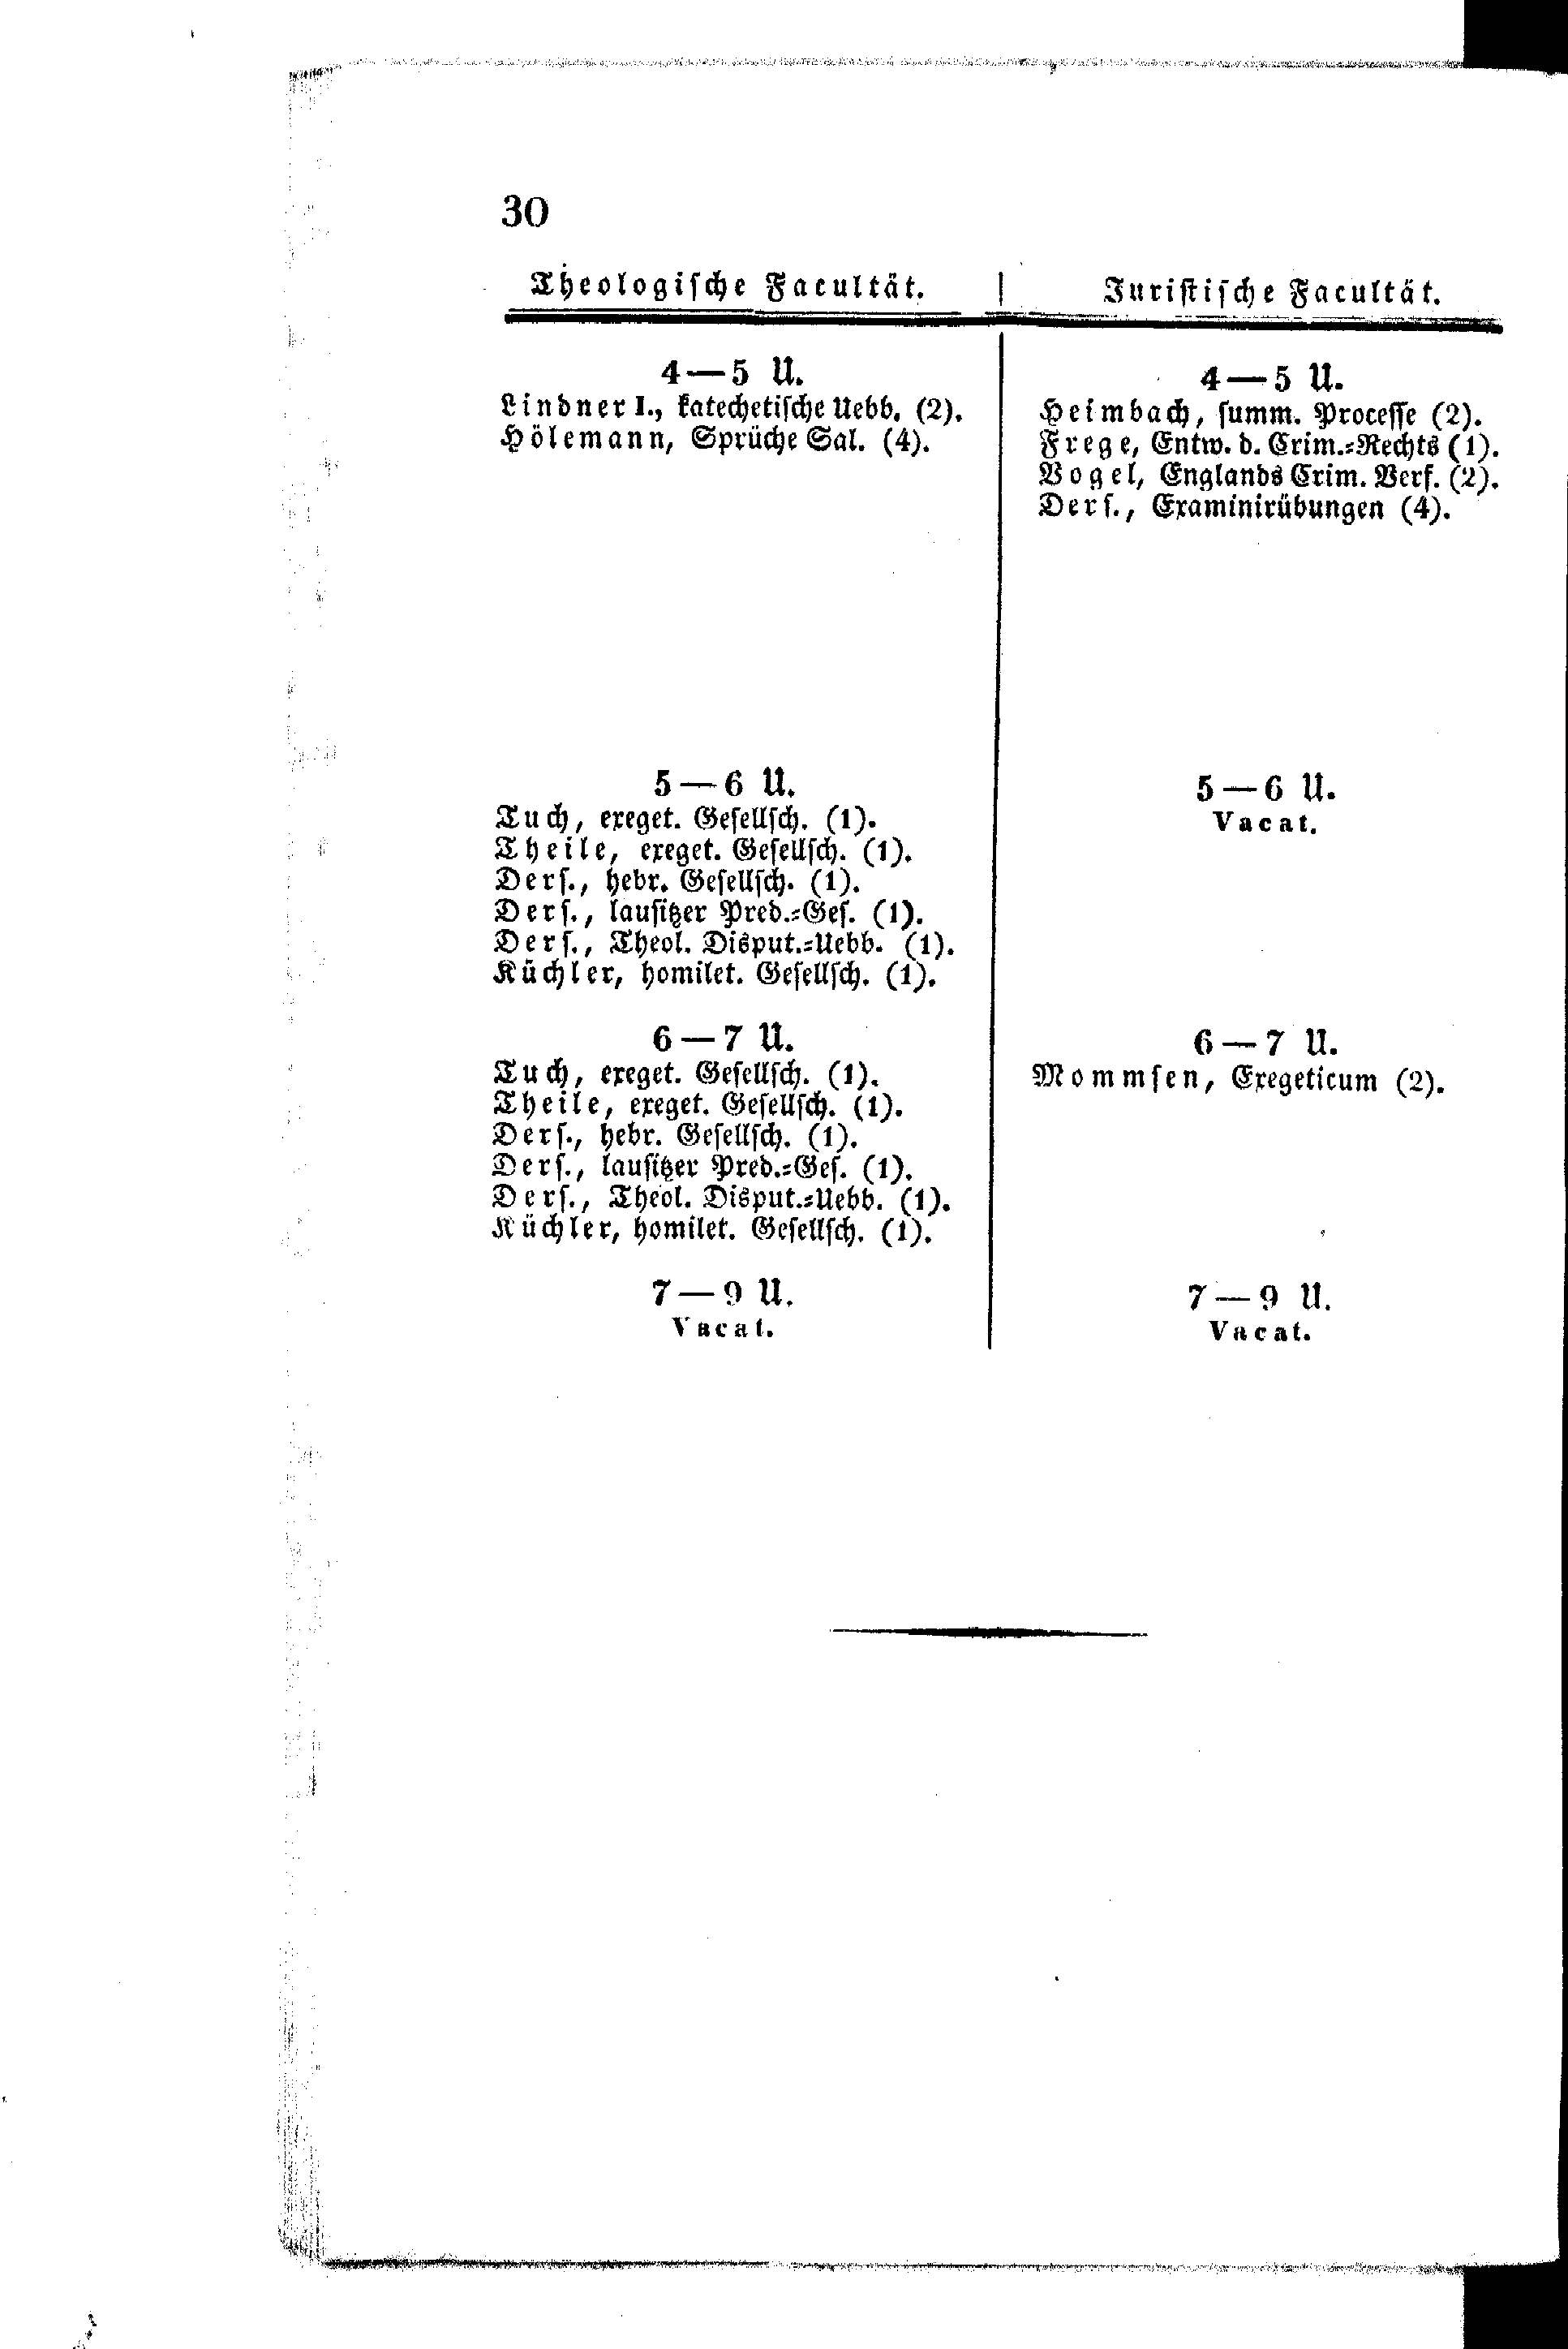 30
Theologische Facultät.
4—5 U.
Lindner I., katechetische Uebb. (2).
Hölemann, Sprüche Sal. (4).
5—6 U.
Tuch, exeget. Gesellsch. (1).
Theile, exeget. Gesellsch. (1).
Ders., hebr. Gesellsch. (1).
Ders., lausitzer Pred.-Ges. (1).
Ders., Theol. Disput.-Uebb. (1).
Küchler, homilet. Gesellsch. (1).
6—7 U.
Tuch, exeget. Gesellsch. (1).
Theile, exeget. Gesellsch. (1).
Ders., hebr. Gesellsch. (1).
Ders., lausitzer Pred.-Ges. (1).
Ders., Theol. Disput.-Uebb. (1).
Küchler, homilet. Gesellsch. (1).
7—9 U.
Vacat.
Juristische Facultät.
4—5 U.
Heimbach, summ. Processe (2).
Frege, Entw. d. Crim.-Rechts (1).
Vogel, Englands Crim. Verf. (2).
Ders., Examinirübungen (4).
5—6 U.
Vacat.
6—7 U.
Mommsen, Exegeticum (2).
7—9 U.
Vacat.